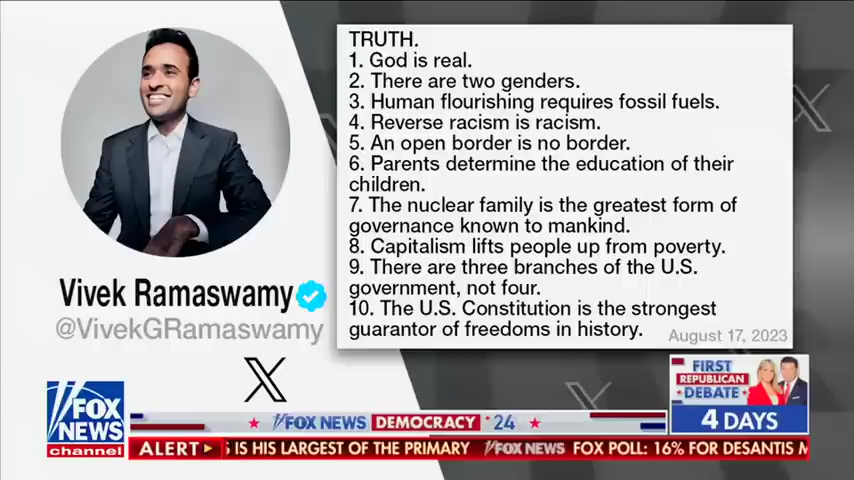 TRUTH.
1. God is real.
2. There are two genders.
3. Human flourishing requires fossil fuels.
4. Reverse racism is racism.
5. An open border is no border.
6. Parents determine the education of their
children.
7. The nuclear family is the greatest form of
governance known to mankind.
8. Capitalism lifts people up from poverty.
9. There are three branches of the U.S.
government, not four.
10. The U.S. Constitution is the strongest
guarantor of freedoms in history.
August 17, 2023
Vivek Ramaswamy
@VivekGRamaswamy
X
FIRST
REPUBLICAN
DEBATE
4 DAYS
FOX
NEWS
channel
FOX NEWS DEMOCRACY '24
ALERT
IS HIS LARGEST OF THE PRIMARY FOX NEWS FOX POLL: 16% FOR DESANTIS